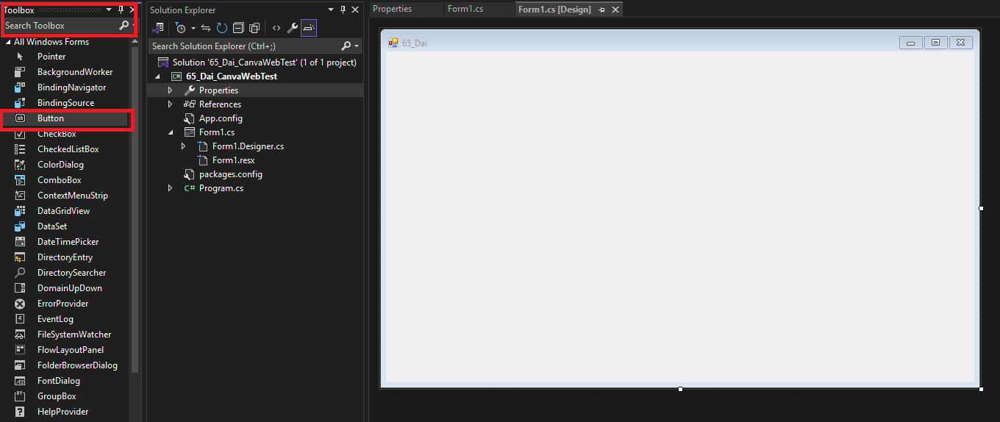 Toolbox
Search Toolbox
All Windows Forms
Pointer
BackgroundWorker
BindingNavigator
BindingSource
Button
CheckBox
CheckedListBox
ColorDialog
ComboBox
ContextMenuStrip
DataGridView
DataSet
DateTimePicker
DirectoryEntry
DirectorySearcher
DomainUpDown
ErrorProvider
EventLog
FileSystemWatcher
FlowLayoutPanel
FolderBrowserDialog
FontDialog
GroupBox
HelpProvider
Solution Explorer
Search Solution Explorer (Ctrl+;)
Solution '65_Dai_CanvaWebTest' (1 of 1 project)
C# 65_Dai_CanvaWebTest
Properties
References
App.config
Form1.cs
Form1.Designer.cs
Form1.resx
packages.config
C# Program.cs
Properties
Form1.cs
Form1.cs [Design]
65_Dai